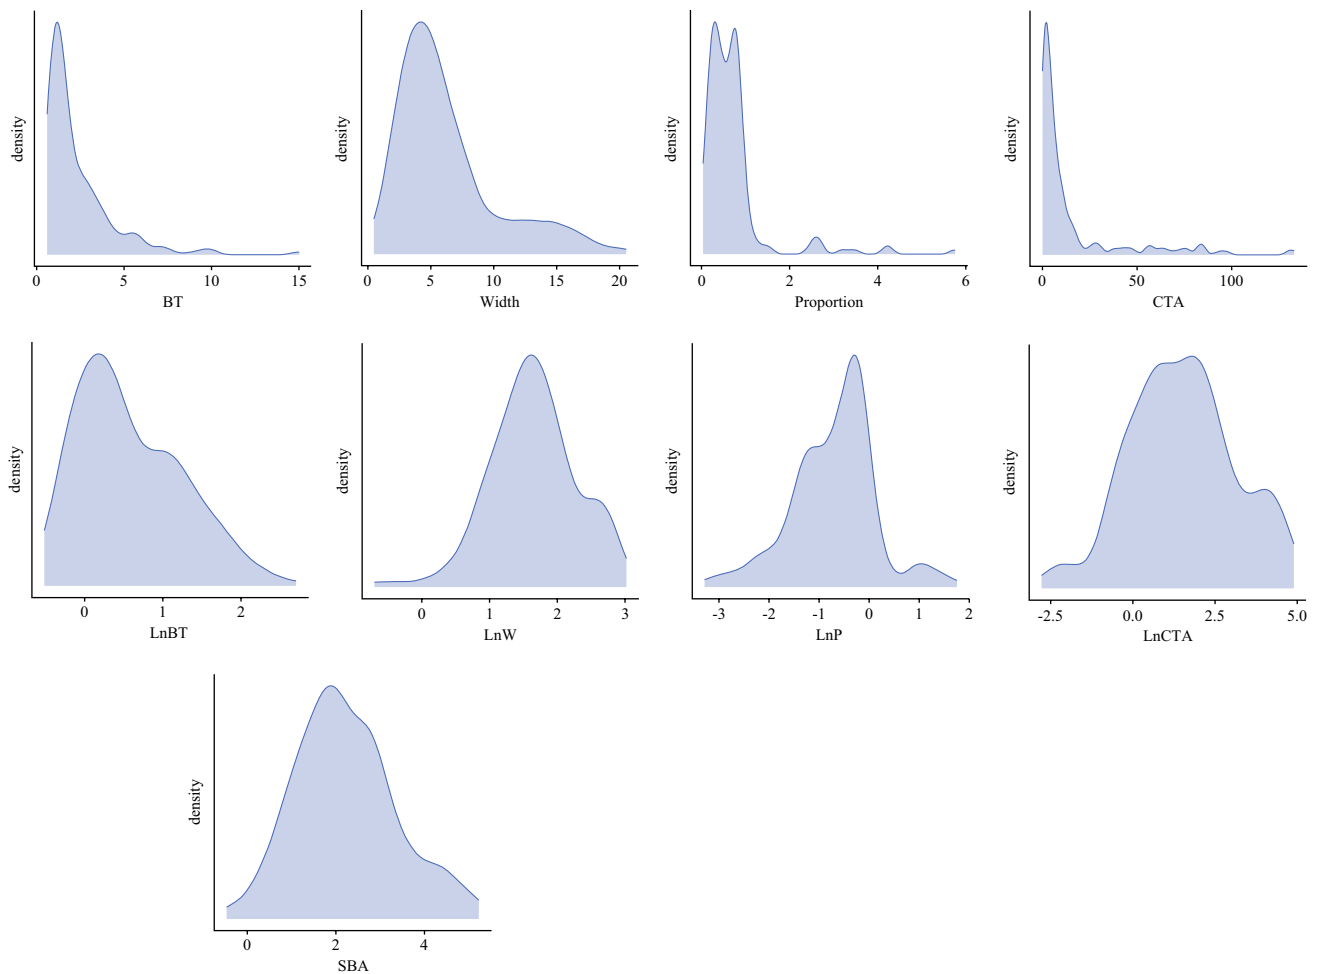 density
0 5 10 15
BT
density
0 5 10 15 20
Width
density
0 2 4 6
Proportion
density
0 50 100
CTA
density
0 1 2
LnBT
density
0 1 2 3
LnW
density
-3 -2 -1 0 1 2
LnP
density
-2.5 0.0 2.5 5.0
LnCTA
density
0 2 4
SBA